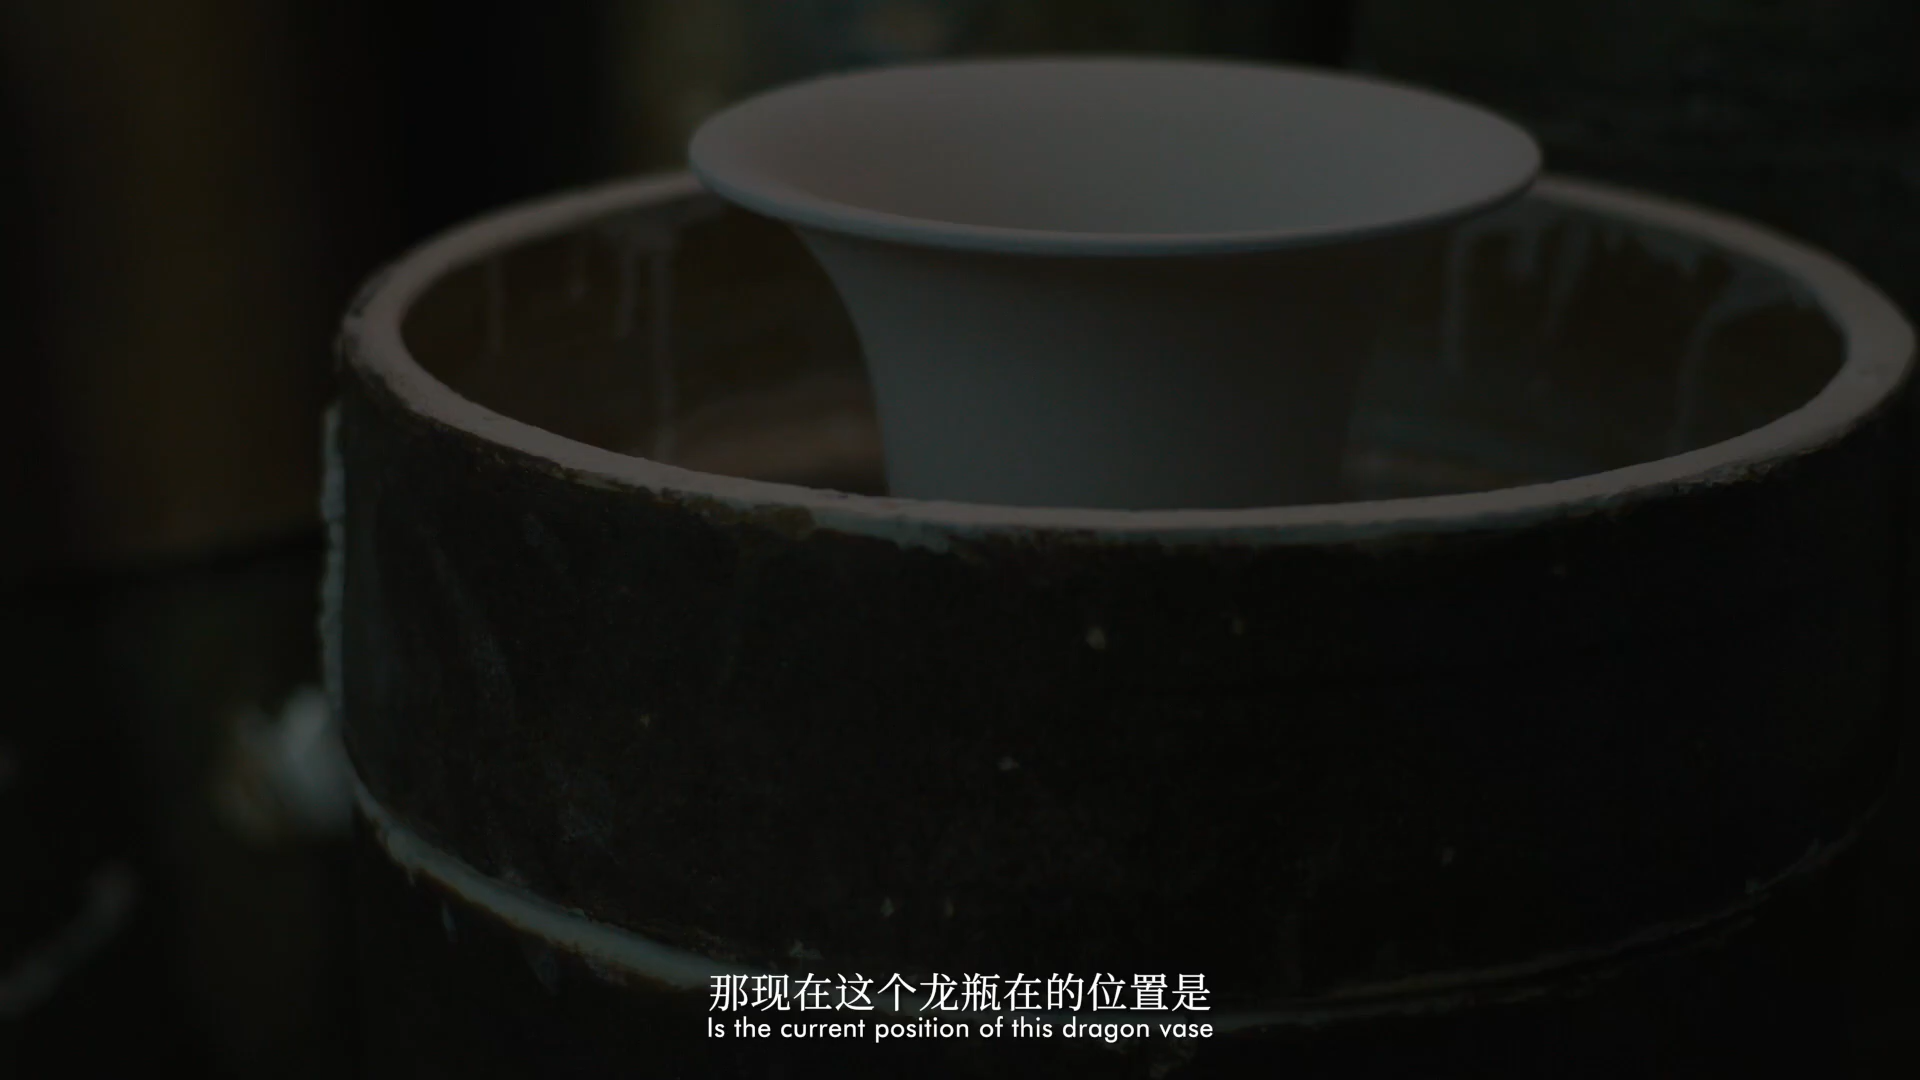 那现在这个龙瓶在的位置是
Is the current position of this dragon vase